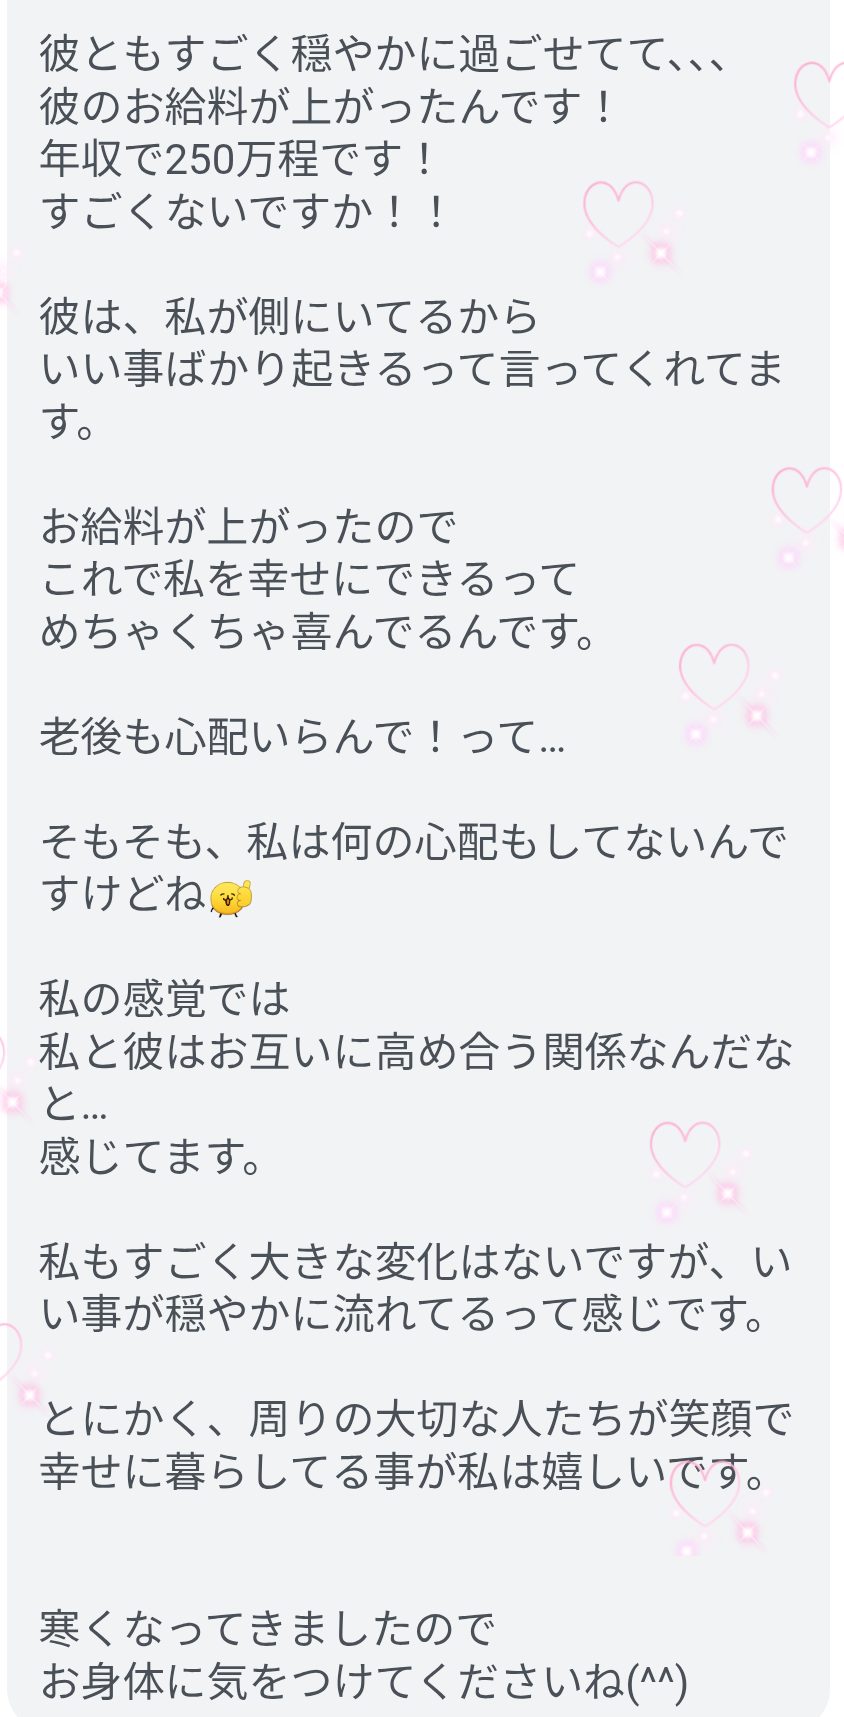 彼ともすごく穏やかに過ごせてて､､､
彼のお給料が上がったんです！
年収で250万程です！
すごくないですか！！
彼は、私が側にいてるから
いい事ばかり起きるって言ってくれてま
す。
お給料が上がったので
これで私を幸せにできるって
めちゃくちゃ喜んでるんです。
老後も心配いらんで！って…
そもそも、私は何の心配もしてないんで
すけどね
私の感覚では
私と彼はお互いに高め合う関係なんだな
と…
感じてます。
私もすごく大きな変化はないですが、い
い事が穏やかに流れてるって感じです。
とにかく、周りの大切な人たちが笑顔で
幸せに暮らしてる事が私は嬉しいです。
寒くなってきましたので
お身体に気をつけてくださいね(^^)